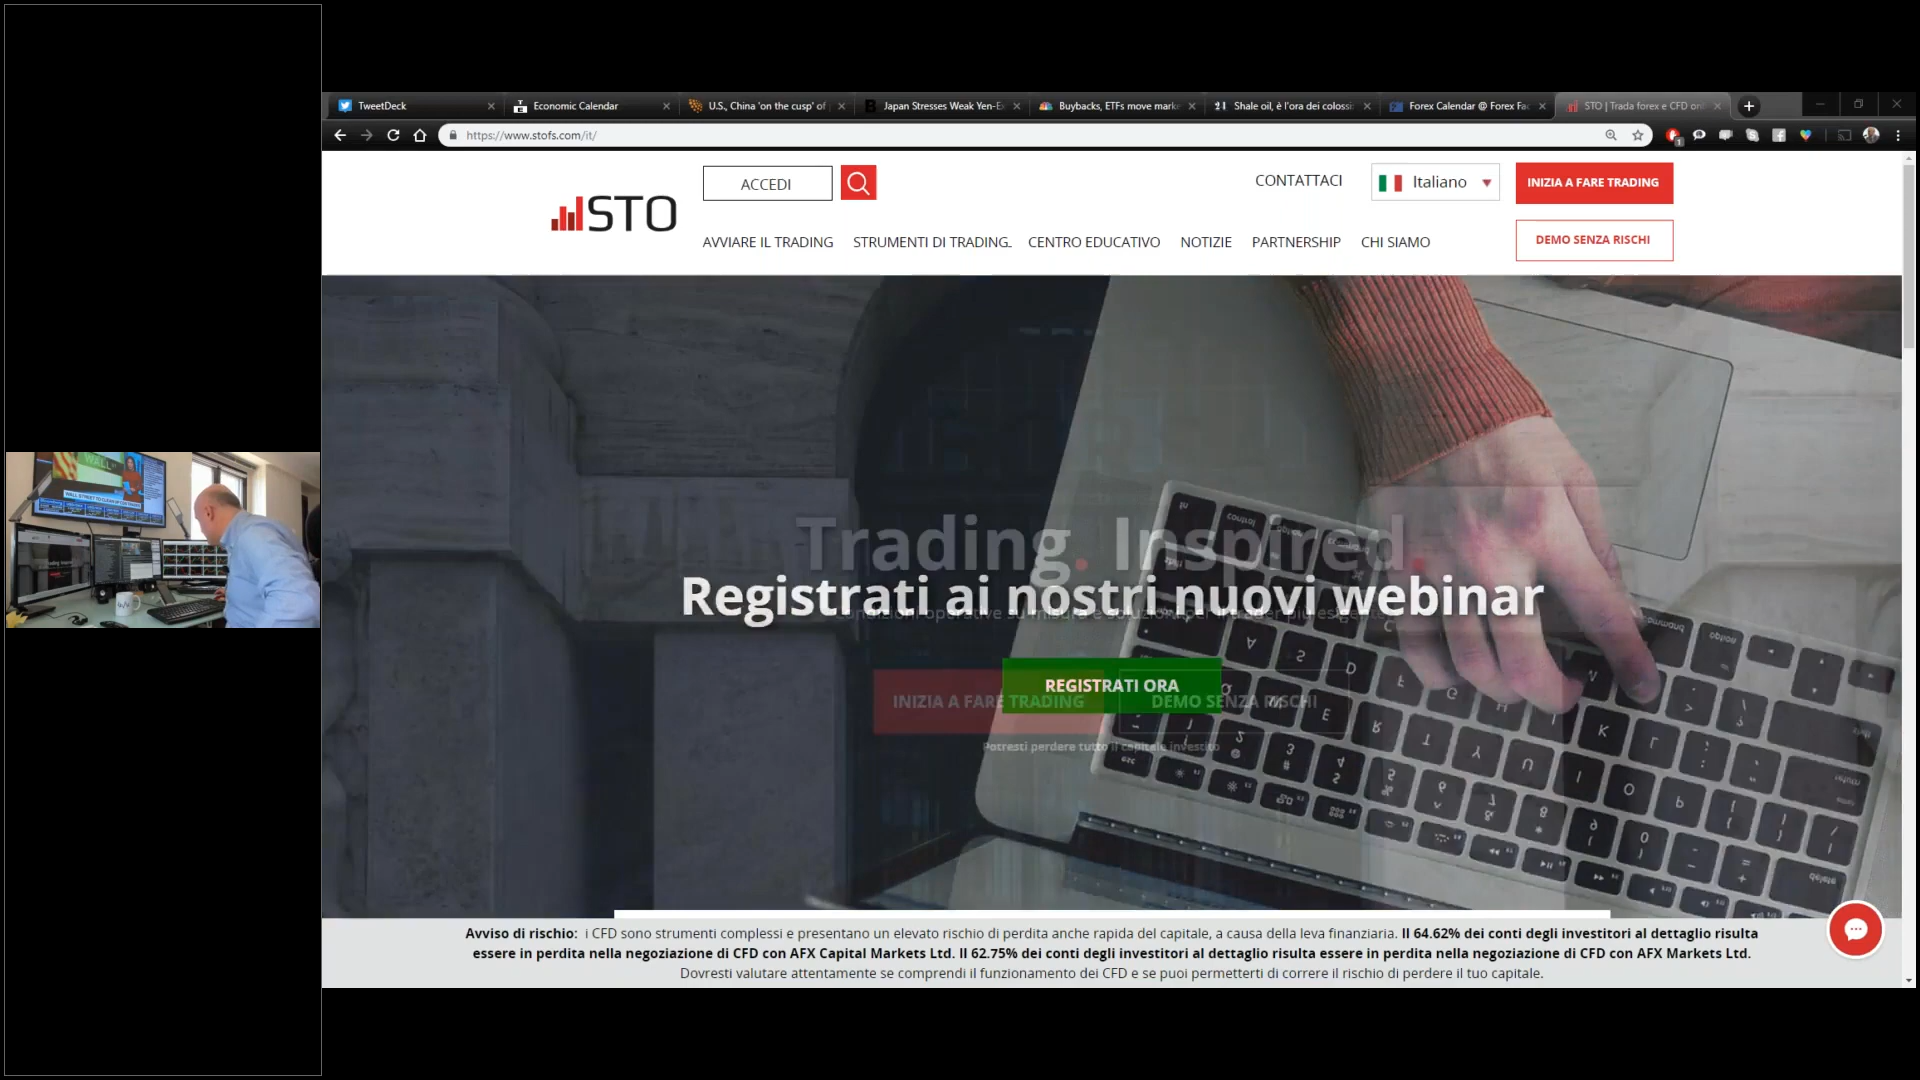 TweetDeck
Economic Calendar
U.S., China 'on the cusp' of
Japan Stresses Weak Yen-E
Buybacks, ETFs move mark
Shale oil, è l'ora dei colossi
Forex Calendar @ Forex Fa
STO | Trada forex e CFD onl
https://www.stofs.com/it/
STO
ACCEDI
CONTATTACI
Italiano
INIZIA A FARE TRADING
AVVIARE IL TRADING
STRUMENTI DI TRADING
CENTRO EDUCATIVO
NOTIZIE
PARTNERSHIP
CHI SIAMO
DEMO SENZA RISCHI
Trading. Inspired.
Registrati ai nostri nuovi webinar
REGISTRATI ORA
INIZIA A FARE TRADING
DEMO SENZA RISCHI
Potresti perdere tutto il capitale investito
Avviso di rischio: i CFD sono strumenti complessi e presentano un elevato rischio di perdita anche rapida del capitale, a causa della leva finanziaria. Il 64.62% dei conti degli investitori al dettaglio risulta
essere in perdita nella negoziazione di CFD con AFX Capital Markets Ltd. Il 62.75% dei conti degli investitori al dettaglio risulta essere in perdita nella negoziazione di CFD con AFX Markets Ltd.
Dovresti valutare attentamente se comprendi il funzionamento dei CFD e se puoi permetterti di correre il rischio di perdere il tuo capitale.